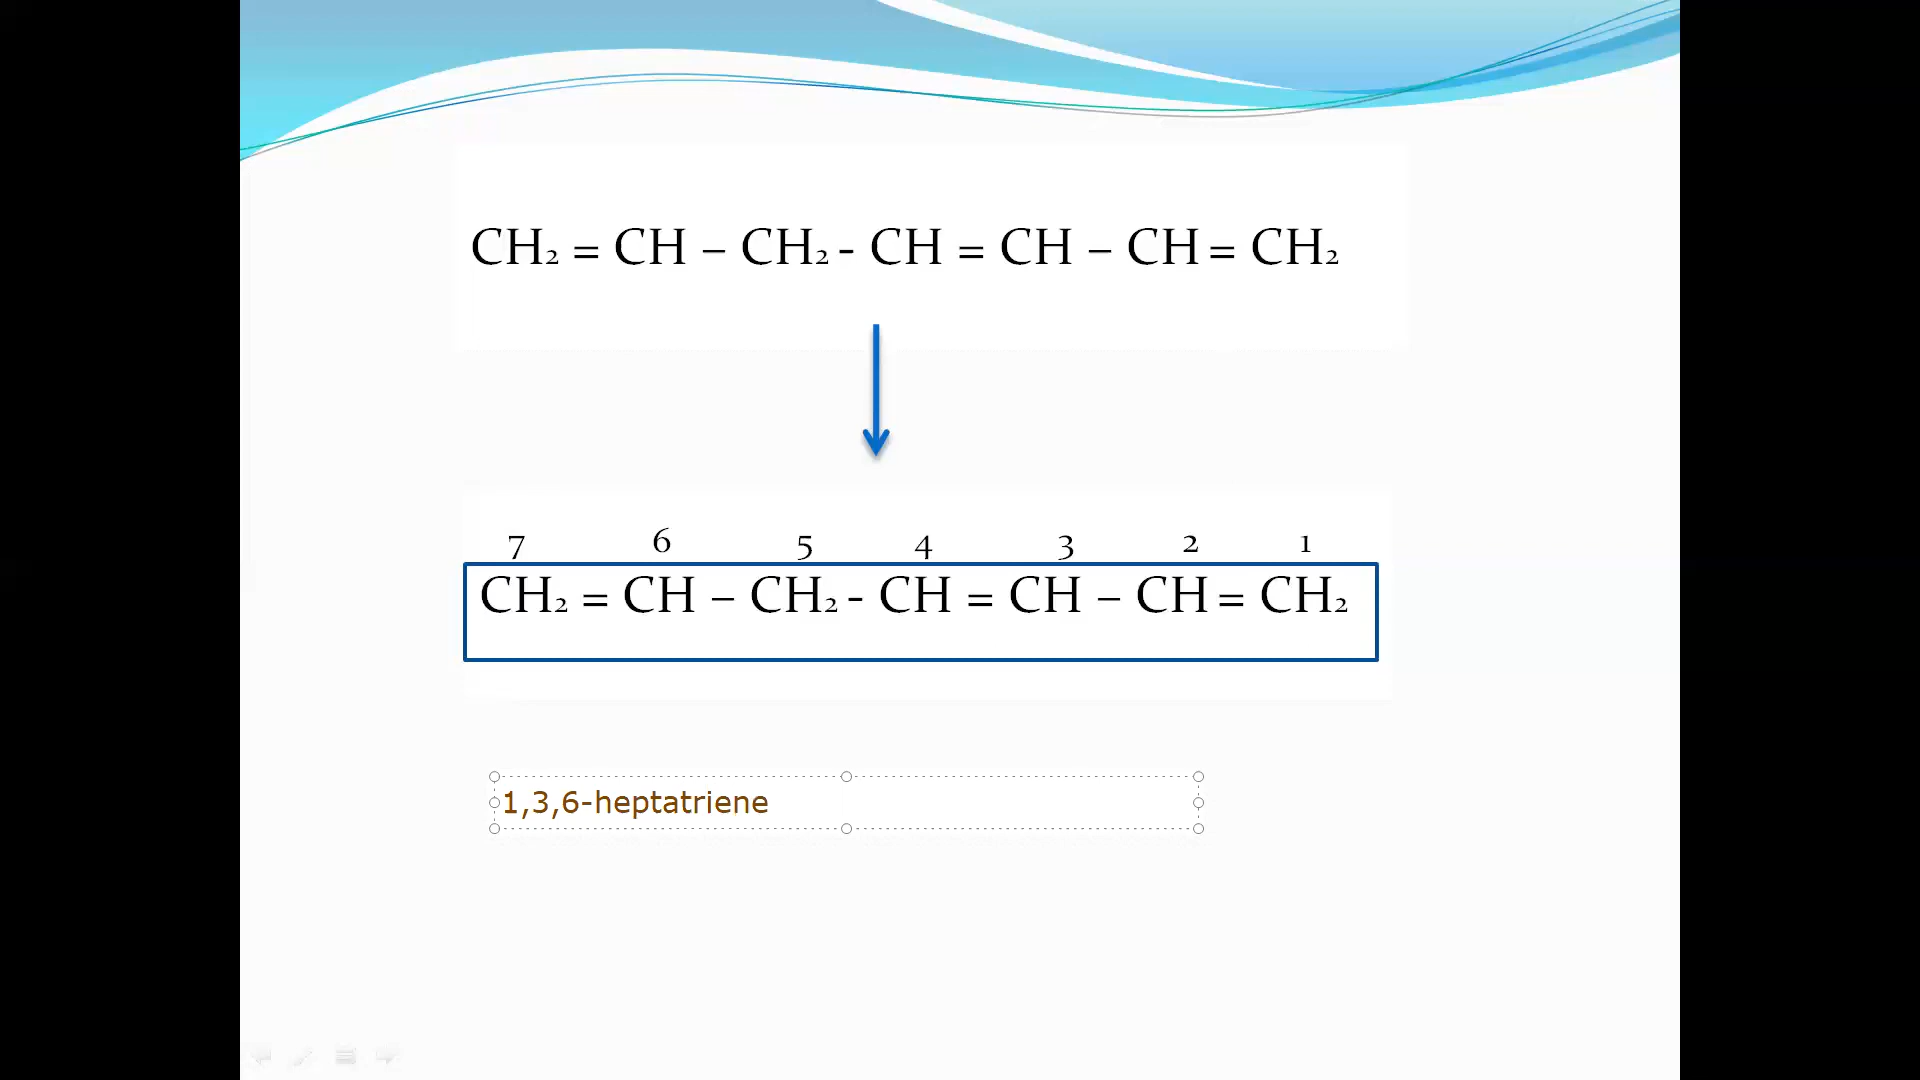 CH₂ = CH – CH₂ - CH = CH – CH = CH₂
7 6 5 4 3 2 1
CH₂ = CH – CH₂ - CH = CH – CH = CH₂
1,3,6-heptatriene